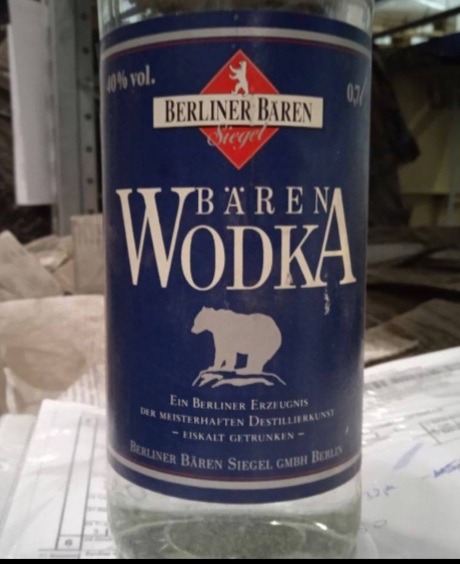 40% vol.
0,7l
BERLINER BÄREN
Siegel
BÄREN
WODKA
EIN BERLINER ERZEUGNIS
DER MEISTERHAFTEN DESTILLIERKUNST
– EISKALT GETRUNKEN –
BERLINER BÄREN SIEGEL GMBH BERLIN